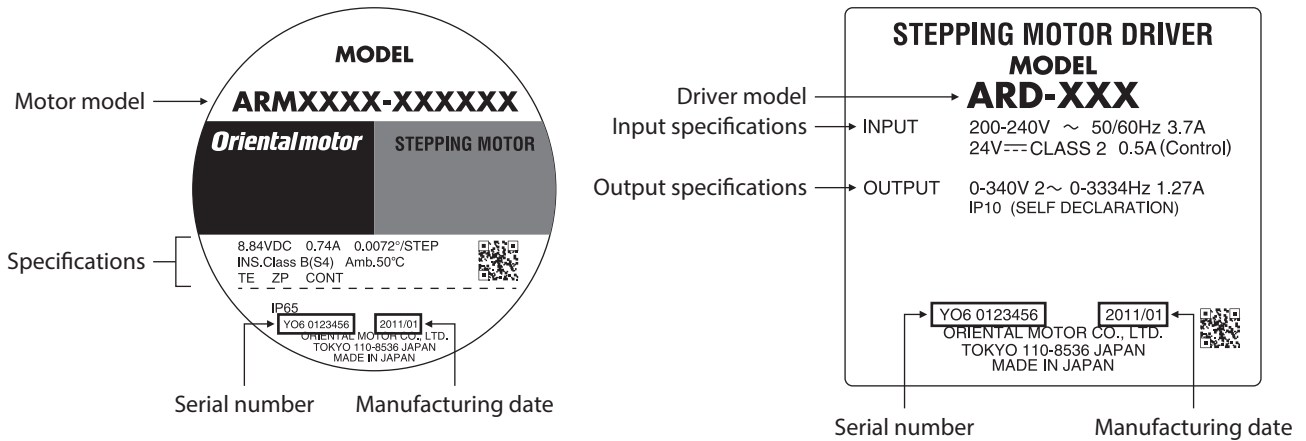 MODEL
Motor model
ARMXXXX-XXXXXX
Orientalmotor
STEPPING MOTOR
Specifications
8.84VDC 0.74A 0.0072°/STEP
INS.Class B(S4) Amb.50°C
TE ZP CONT
IP65
YO6 0123456 2011/01
ORIENTAL MOTOR CO., LTD.
TOKYO 110-8536 JAPAN
MADE IN JAPAN
Serial number Manufacturing date
STEPPING MOTOR DRIVER
MODEL
Driver model ARD-XXX
Input specifications INPUT 200-240V ~ 50/60Hz 3.7A
24V⎓CLASS 2 0.5A (Control)
Output specifications OUTPUT 0-340V 2~ 0-3334Hz 1.27A
IP10 (SELF DECLARATION)
YO6 0123456 2011/01
ORIENTAL MOTOR CO., LTD.
TOKYO 110-8536 JAPAN
MADE IN JAPAN
Serial number Manufacturing date